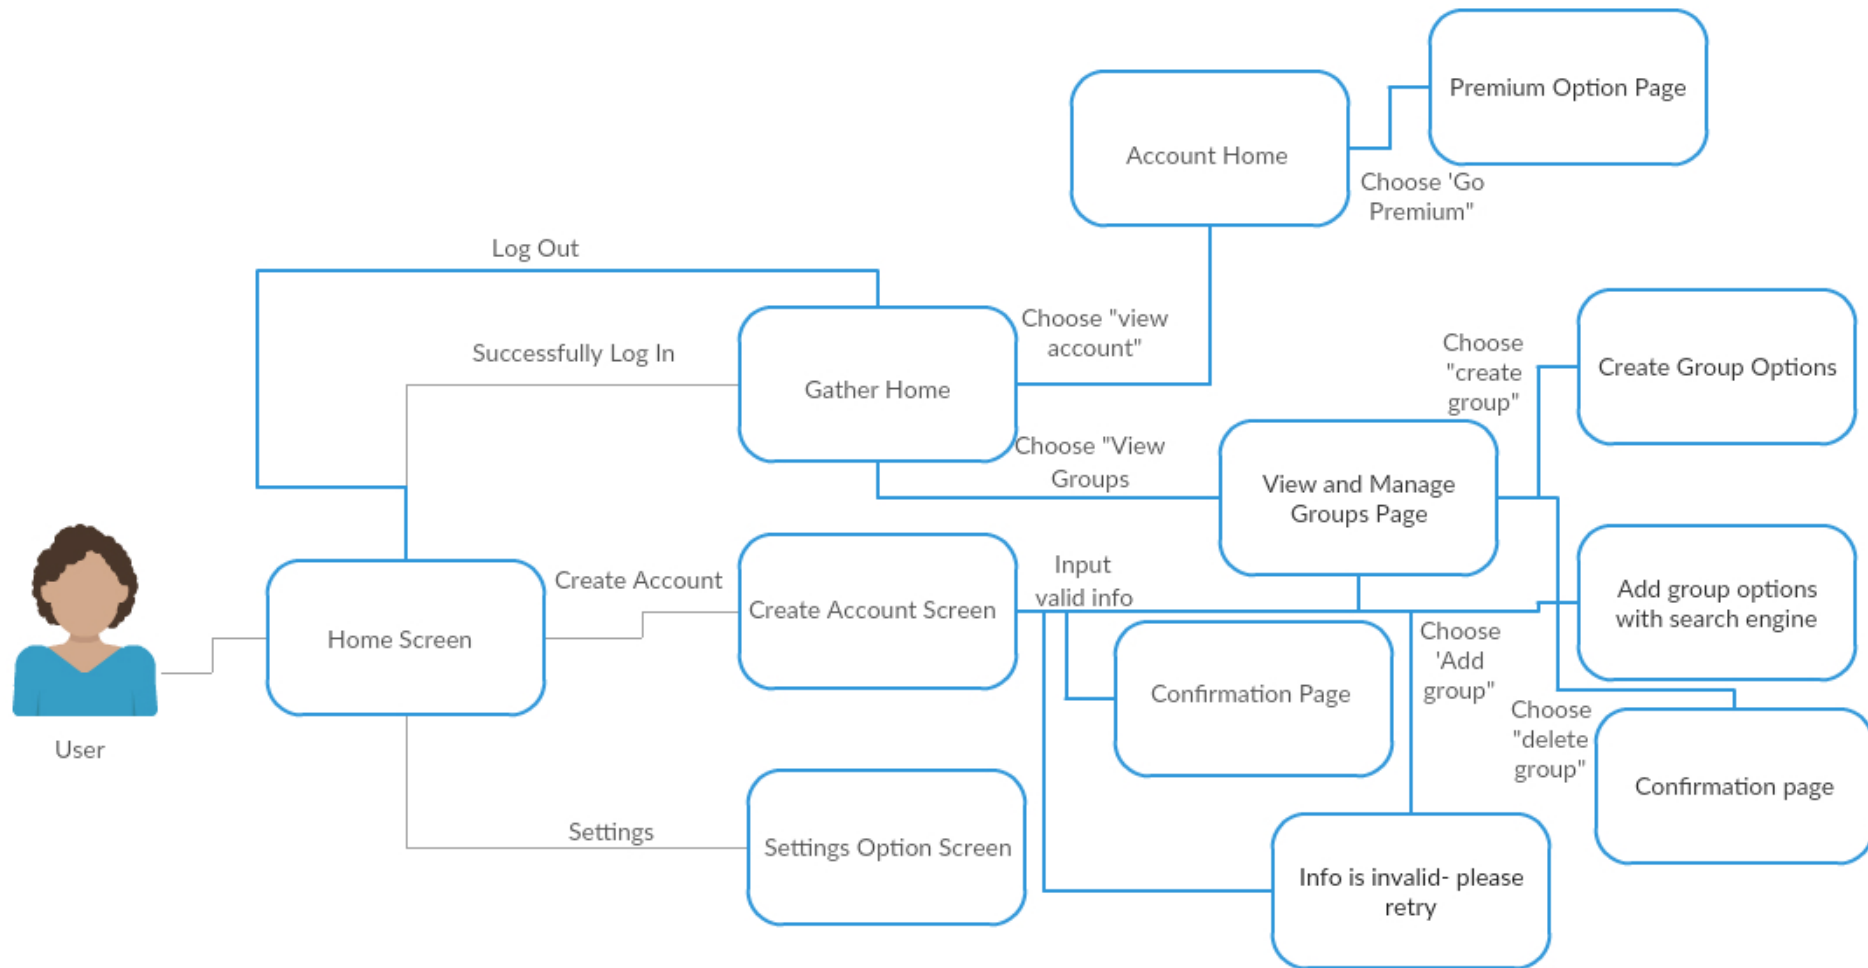 Premium Option Page
Account Home
Choose 'Go
Premium"
Log Out
Choose "view
account"
Successfully Log In
Gather Home
Choose
"create
group"
Create Group Options
Choose "View
Groups
View and Manage
Groups Page
Input
valid info
Create Account
Create Account Screen
Home Screen
Add group options
with search engine
Choose
'Add
group"
Confirmation Page
User
Choose
"delete
group"
Confirmation page
Settings
Settings Option Screen
Info is invalid- please
retry